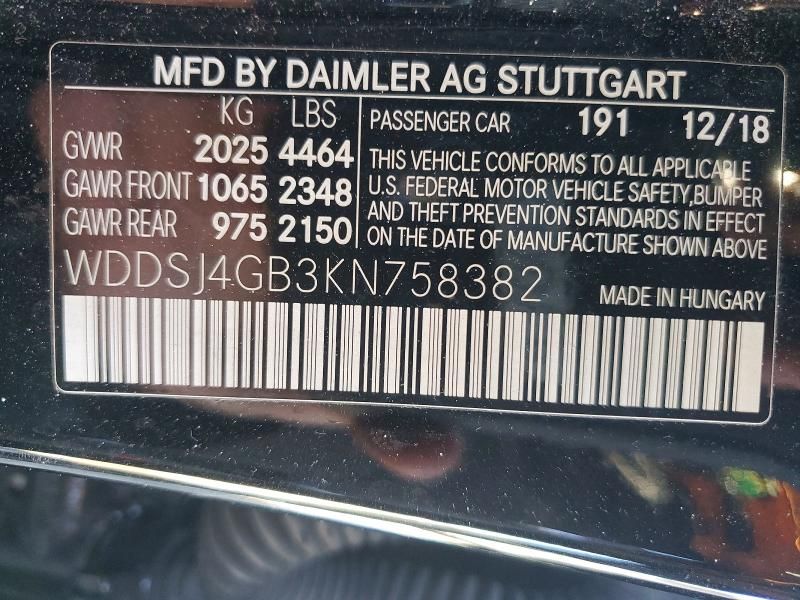 MFD BY DAIMLER AG STUTTGART
KG LBS
GVWR 2025 4464
GAWR FRONT 1065 2348
GAWR REAR 975 2150
PASSENGER CAR 191 12/18
THIS VEHICLE CONFORMS TO ALL APPLICABLE
U.S. FEDERAL MOTOR VEHICLE SAFETY,BUMPER
AND THEFT PREVENTION STANDARDS IN EFFECT
ON THE DATE OF MANUFACTURE SHOWN ABOVE
WDDSJ4GB3KN758382
MADE IN HUNGARY